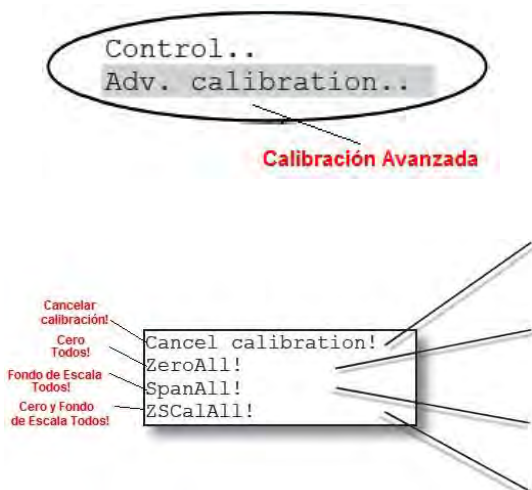 Control..
Adv. calibration..
Calibración Avanzada
Cancelar
calibración!
Cero
Todos!
Fondo de Escala
Todos!
Cero y Fondo
de Escala Todos!
Cancel calibration!
ZeroAll!
SpanAll!
ZSCalAll!